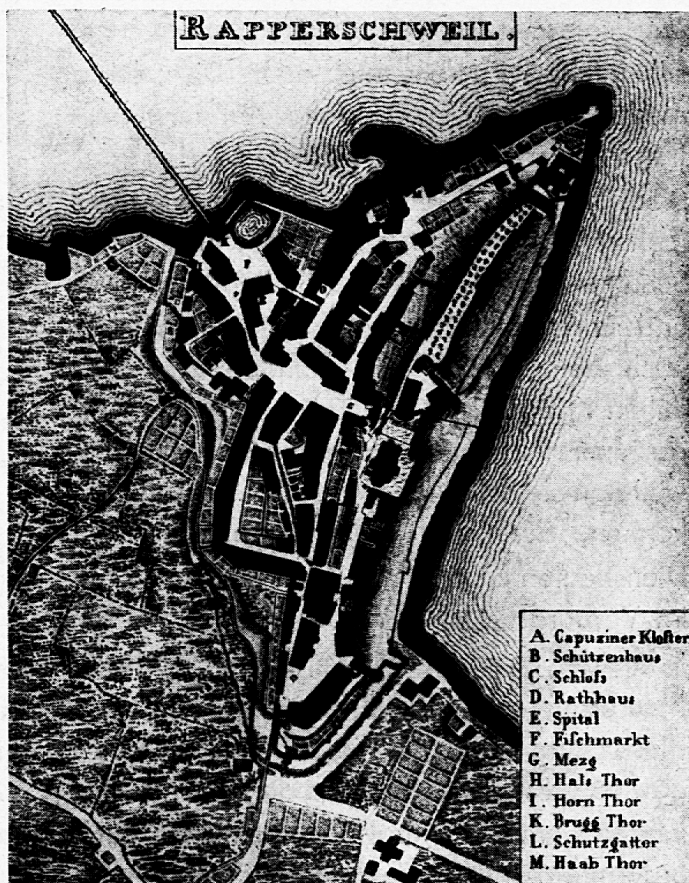 RAPPERSCHWEIL.
A. Capuziner Kloſter
B. Schützenhaus
C. Schloſs
D. Rathhaus
E. Spital
F. Fiſchmarkt
G. Mezg
H. Hals Thor
I. Horn Thor
K. Brugg Thor
L. Schutzgatter
M. Haab Thor